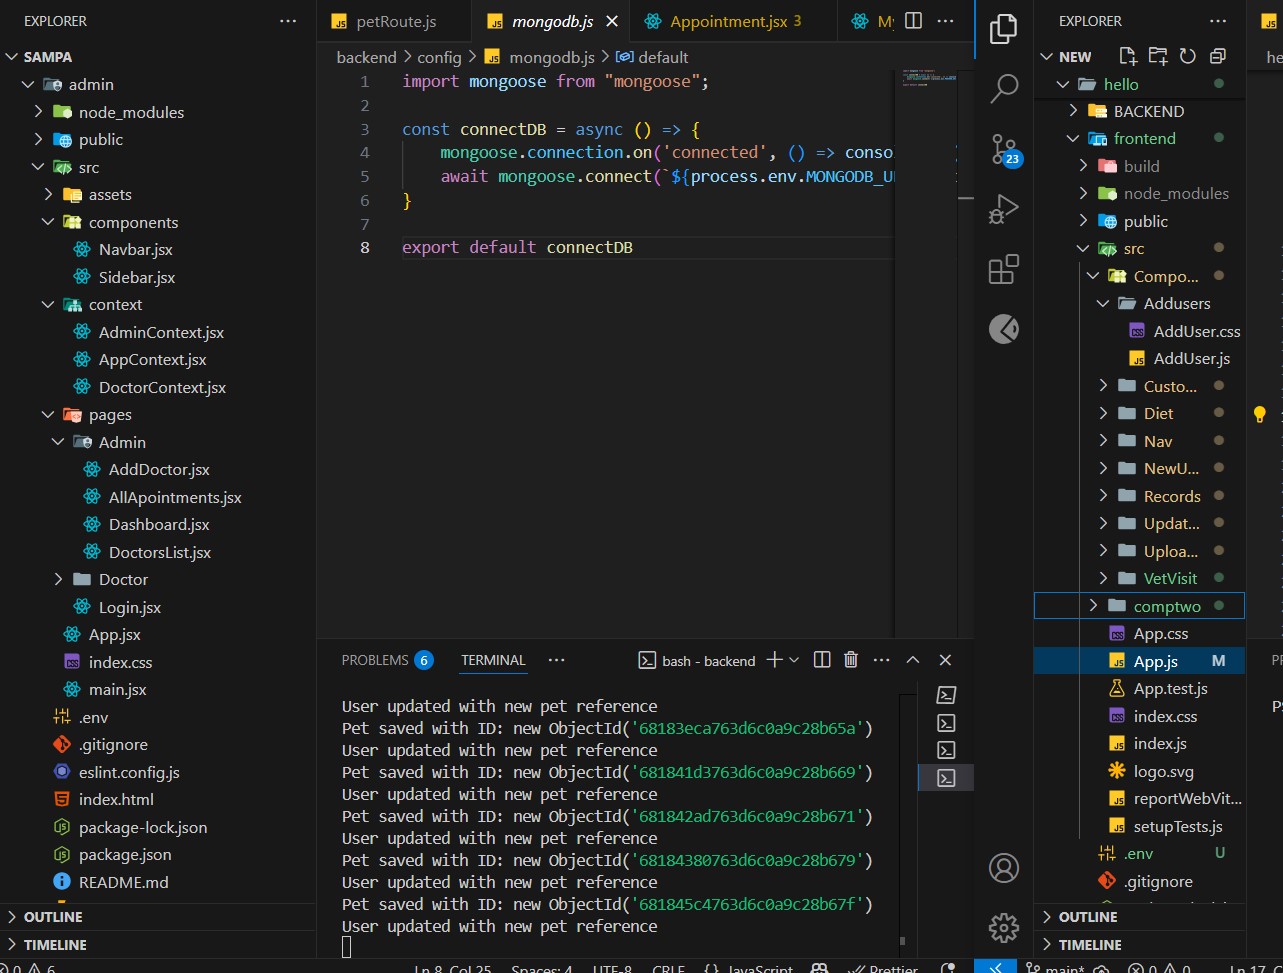 EXPLORER
SAMPA
admin
node_modules
public
src
assets
components
Navbar.jsx
Sidebar.jsx
context
AdminContext.jsx
AppContext.jsx
DoctorContext.jsx
pages
Admin
AddDoctor.jsx
AllApointments.jsx
Dashboard.jsx
DoctorsList.jsx
Doctor
Login.jsx
App.jsx
index.css
main.jsx
.env
.gitignore
eslint.config.js
index.html
package-lock.json
package.json
README.md
OUTLINE
TIMELINE
0 6
petRoute.js
mongodb.js
Appointment.jsx 3
My
backend > config > mongodb.js > default
1 import mongoose from "mongoose";
2
3 const connectDB = async () => {
4 mongoose.connection.on('connected', () => conso
5 await mongoose.connect(`${process.env.MONGODB_U
6 }
7
8 export default connectDB
PROBLEMS 6 TERMINAL bash - backend
User updated with new pet reference
Pet saved with ID: new ObjectId('68183eca763d6c0a9c28b65a')
User updated with new pet reference
Pet saved with ID: new ObjectId('681841d3763d6c0a9c28b669')
User updated with new pet reference
Pet saved with ID: new ObjectId('681842ad763d6c0a9c28b671')
User updated with new pet reference
Pet saved with ID: new ObjectId('68184380763d6c0a9c28b679')
User updated with new pet reference
Pet saved with ID: new ObjectId('681845c4763d6c0a9c28b67f')
User updated with new pet reference
Ln 8, Col 25 Spaces: 4 UTF-8 CRLF {} JavaScript Prettier
23
EXPLORER
NEW
hello
BACKEND
frontend
build
node_modules
public
src
Compo...
Addusers
AddUser.css
AddUser.js
Custo...
Diet
Nav
NewU...
Records
Updat...
Uploa...
VetVisit
comptwo
App.css
App.js M
App.test.js
index.css
index.js
logo.svg
reportWebVit...
setupTests.js
.env U
.gitignore
OUTLINE
TIMELINE
main* 0 0 Ln 17, C
JS
he
PS